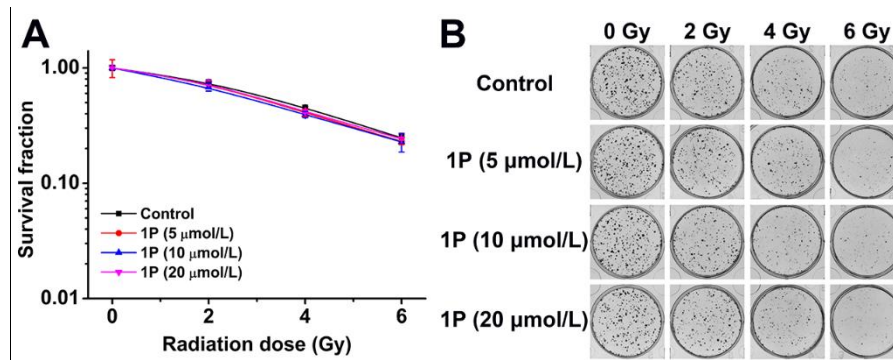 A
1.00
0.10
0.01
Survival fraction
Control
1P (5 μmol/L)
1P (10 μmol/L)
1P (20 μmol/L)
0 2 4 6
Radiation dose (Gy)
B
0 Gy 2 Gy 4 Gy 6 Gy
Control
1P (5 μmol/L)
1P (10 μmol/L)
1P (20 μmol/L)